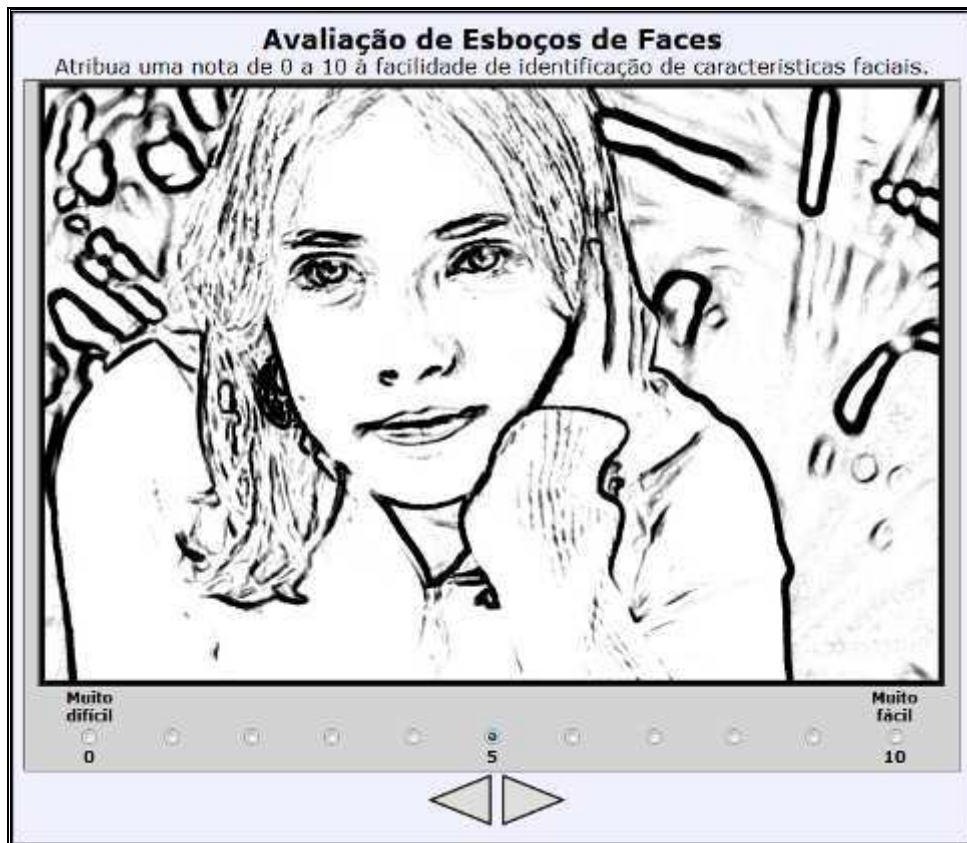 Avaliação de Esboços de Faces
Atribua uma nota de 0 a 10 à facilidade de identificação de caracteristicas faciais.
Muito
difícil
Muito
fácil
0
5
10